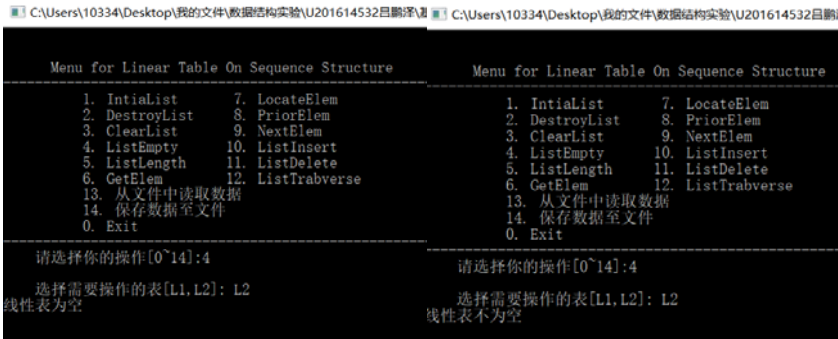 C:\Users\10334\Desktop\我的文件\数据结构实验\U201614532吕鹏泽\
Menu for Linear Table On Sequence Structure
1. IntiaList 7. LocateElem
2. DestroyList 8. PriorElem
3. ClearList 9. NextElem
4. ListEmpty 10. ListInsert
5. ListLength 11. ListDelete
6. GetElem 12. ListTrabverse
13. 从文件中读取数据
14. 保存数据至文件
0. Exit
请选择你的操作[0~14]:4
选择需要操作的表[L1,L2]: L2
线性表为空
C:\Users\10334\Desktop\我的文件\数据结构实验\U201614532吕鹏
Menu for Linear Table On Sequence Structure
1. IntiaList 7. LocateElem
2. DestroyList 8. PriorElem
3. ClearList 9. NextElem
4. ListEmpty 10. ListInsert
5. ListLength 11. ListDelete
6. GetElem 12. ListTrabverse
13. 从文件中读取数据
14. 保存数据至文件
0. Exit
请选择你的操作[0~14]:4
选择需要操作的表[L1,L2]: L2
线性表不为空